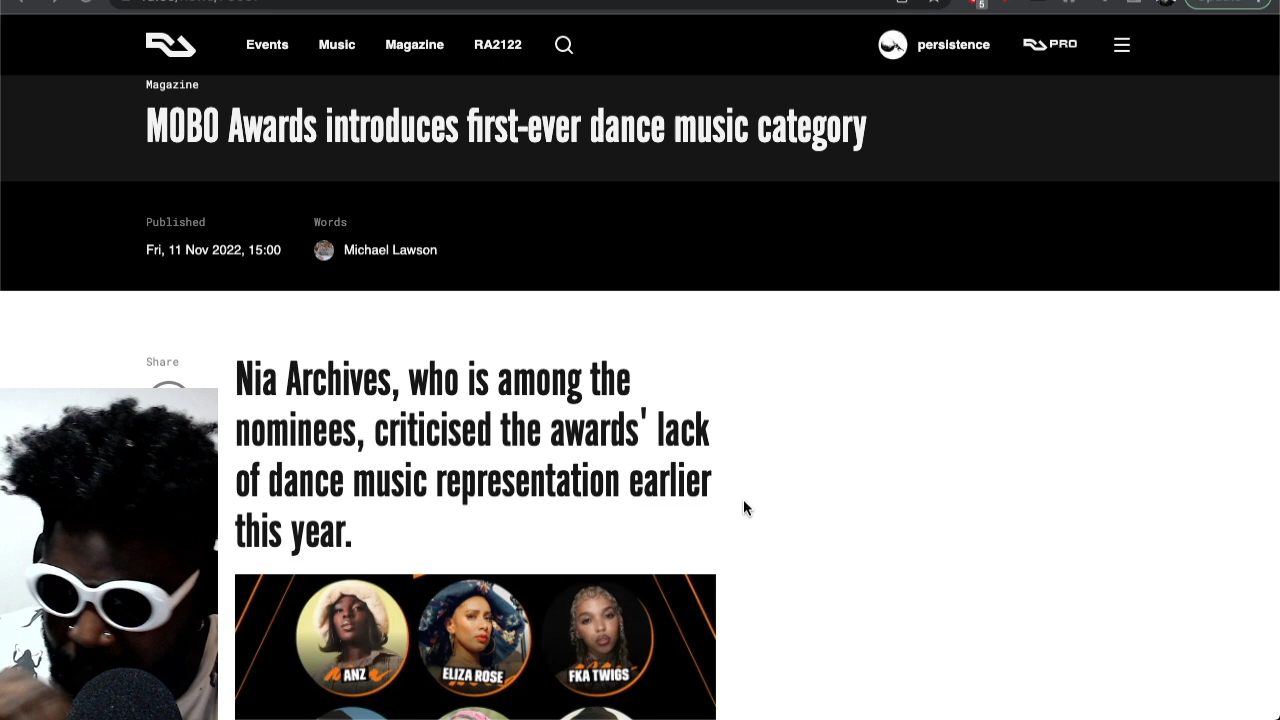 5
Events Music Magazine RA2122 persistence PRO
Magazine
MOBO Awards introduces first-ever dance music category
Published Words
Fri, 11 Nov 2022, 15:00 Michael Lawson
Share
Nia Archives, who is among the
nominees, criticised the awards' lack
of dance music representation earlier
this year.
ANZ ELIZA ROSE FKA TWIGS